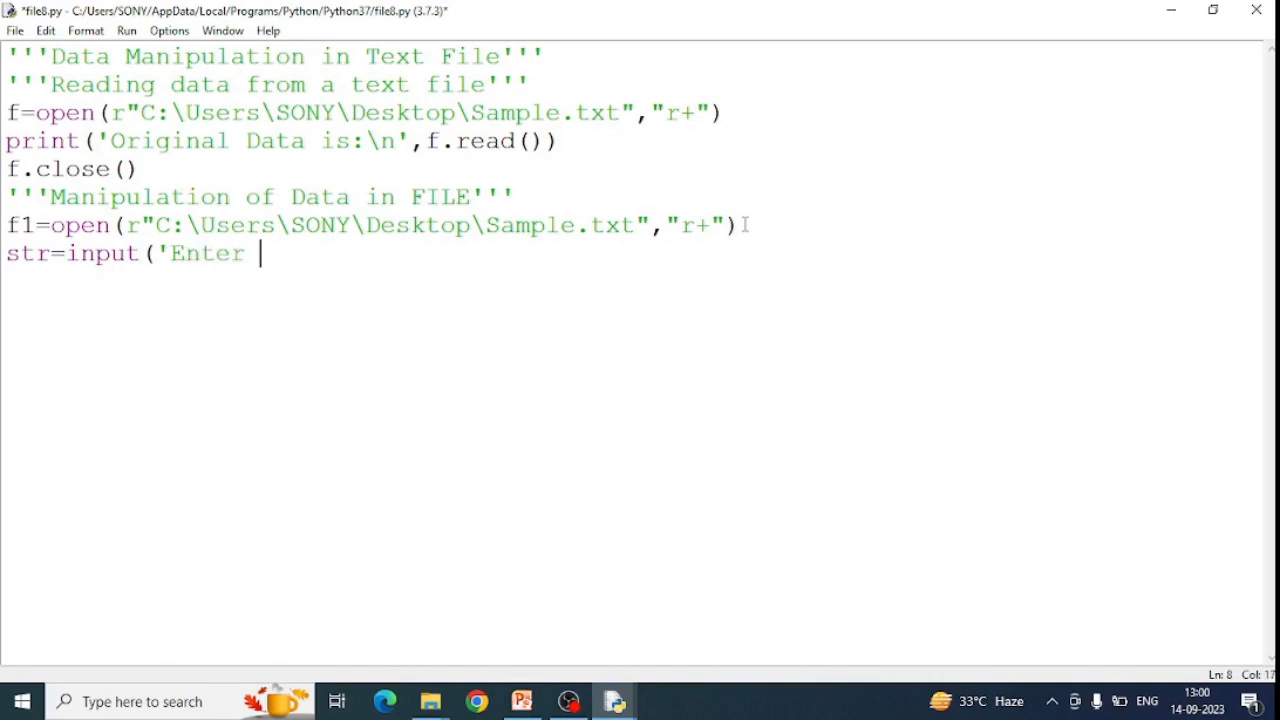 *file8.py - C:/Users/SONY/AppData/Local/Programs/Python/Python37/file8.py (3.7.3)*
File Edit Format Run Options Window Help
'''Data Manipulation in Text File'''
'''Reading data from a text file'''
f=open(r"C:\Users\SONY\Desktop\Sample.txt","r+")
print('Original Data is:\n',f.read())
f.close()
'''Manipulation of Data in FILE'''
f1=open(r"C:\Users\SONY\Desktop\Sample.txt","r+")
str=input('Enter
Ln: 8 Col: 17
Type here to search 33°C Haze ENG 13:00
14-09-2023 1